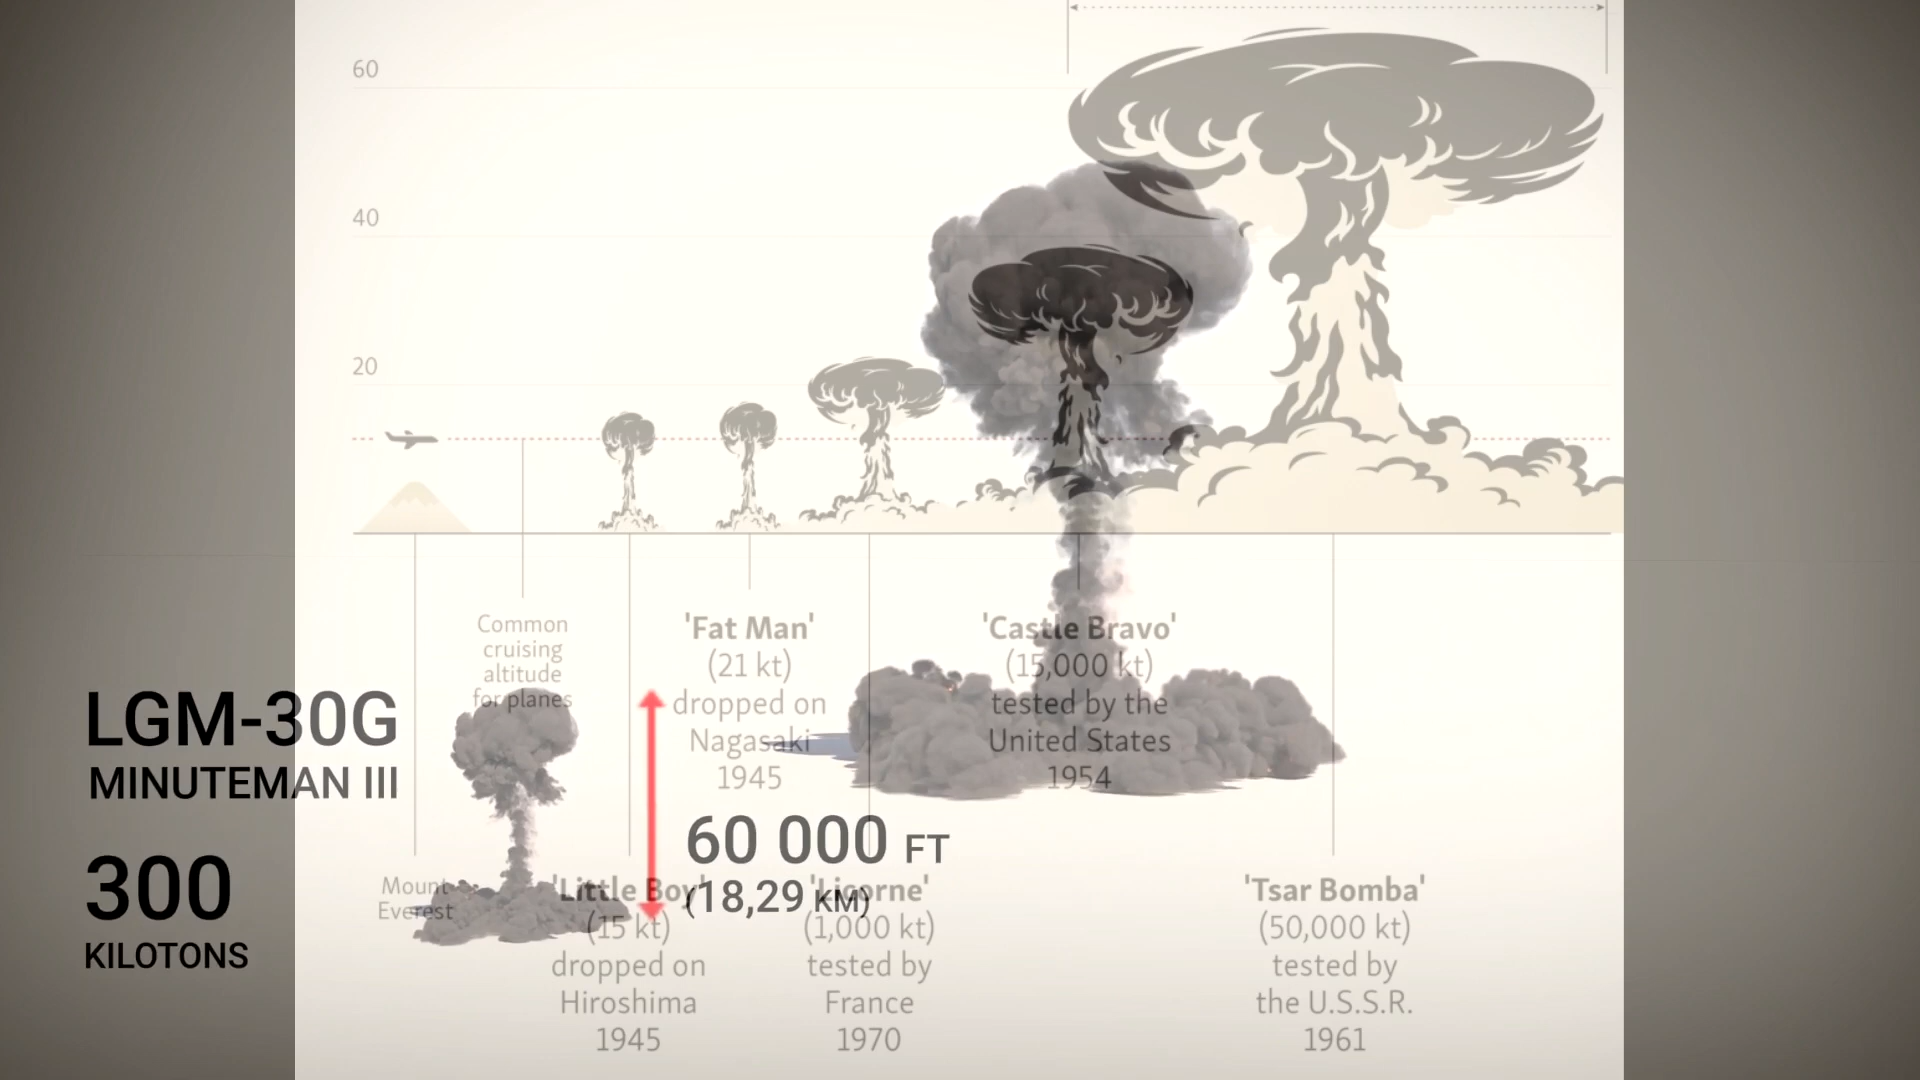 60
40
20
Common
cruising
altitude
for planes
'Fat Man'
(21 kt)
dropped on
Nagasaki
1945
'Castle Bravo'
(15,000 kt)
tested by the
United States
1954
LGM-30G
MINUTEMAN III
300
KILOTONS
60 000 FT
(18,29 KM)
Mount
Everest
'Little Boy'
(15 kt)
dropped on
Hiroshima
1945
'Licorne'
(1,000 kt)
tested by
France
1970
'Tsar Bomba'
(50,000 kt)
tested by
the U.S.S.R.
1961